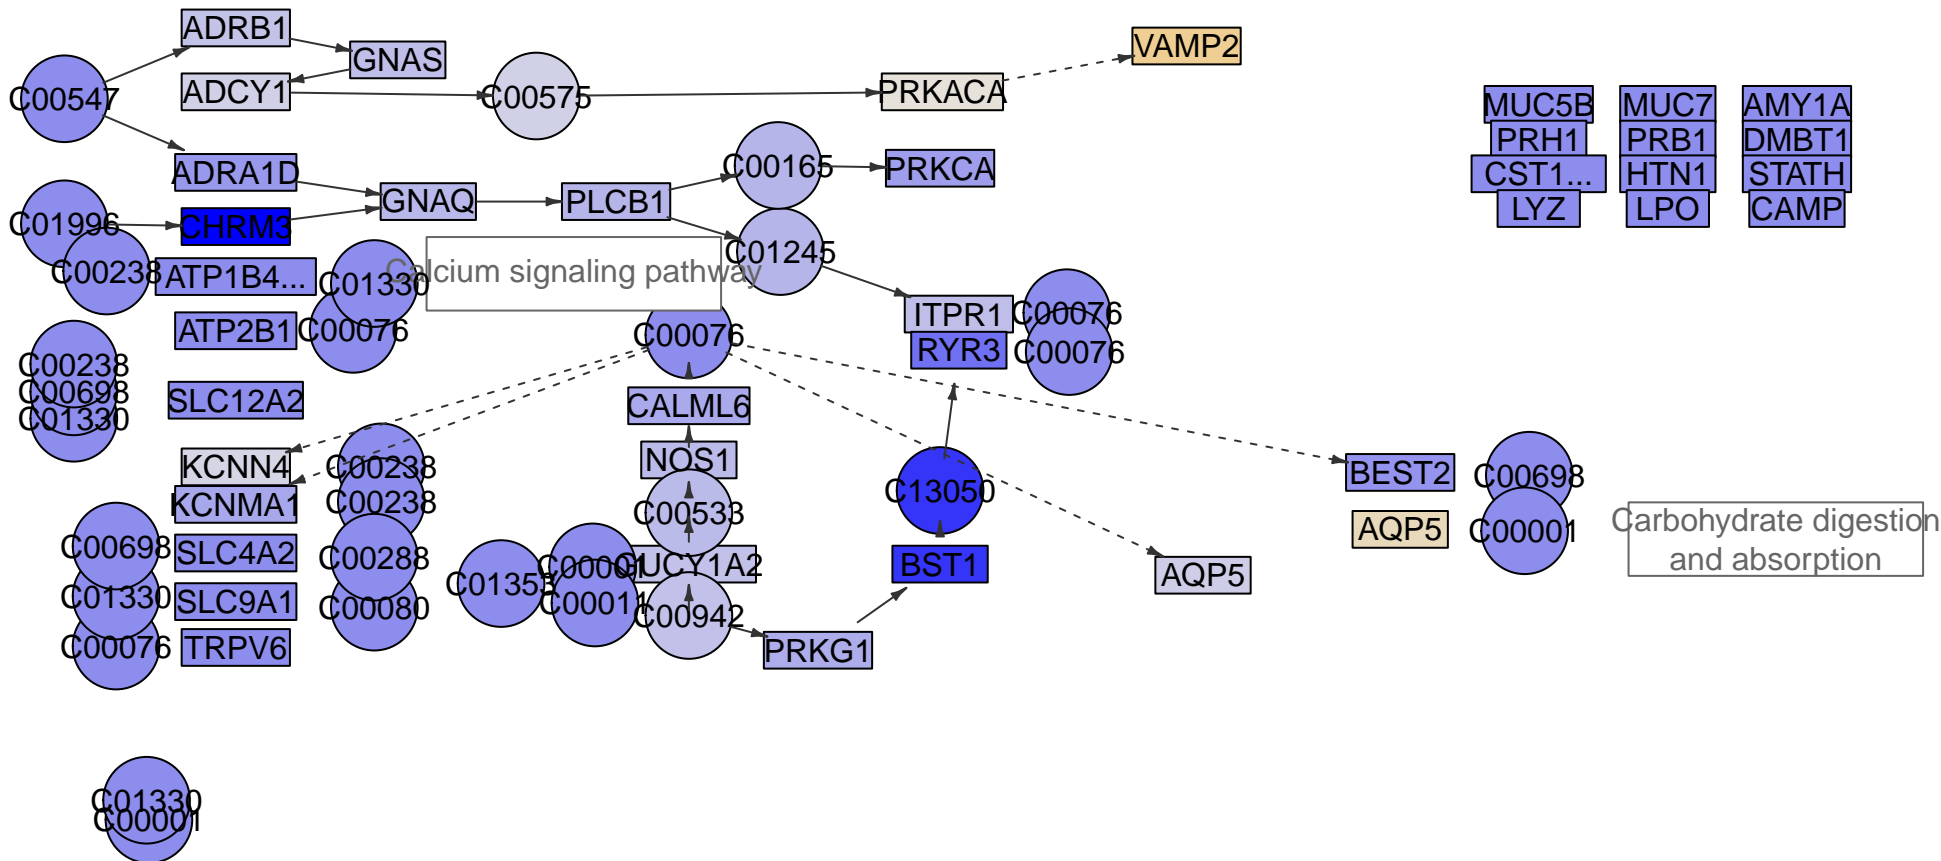 ADRB1
GNAS
VAMP2
C00547
ADCY1
C00575
PRKACA
MUC5B
MUC7
AMY1A
PRH1
PRB1
DMBT1
CST1...
HTN1
STATH
LYZ
LPO
CAMP
ADRA1D
C00165
PRKCA
GNAQ
PLCB1
C01996
CHRM3
C01245
C00238
ATP1B4...
C01330
Calcium signaling pathway
ATP2B1
C00076
C00076
ITPR1
C00076
RYR3
C00076
C00238
C00698
C01330
SLC12A2
CALML6
KCNN4
C00238
NOS1
BEST2
C00698
KCNMA1
C00238
C00533
C13050
AQP5
C00001
Carbohydrate digestion
and absorption
C00698
SLC4A2
C00288
C01353
C00001
GUCY1A2
BST1
AQP5
C01330
SLC9A1
C00080
C00011
C00942
C00076
TRPV6
PRKG1
C01330
C00001